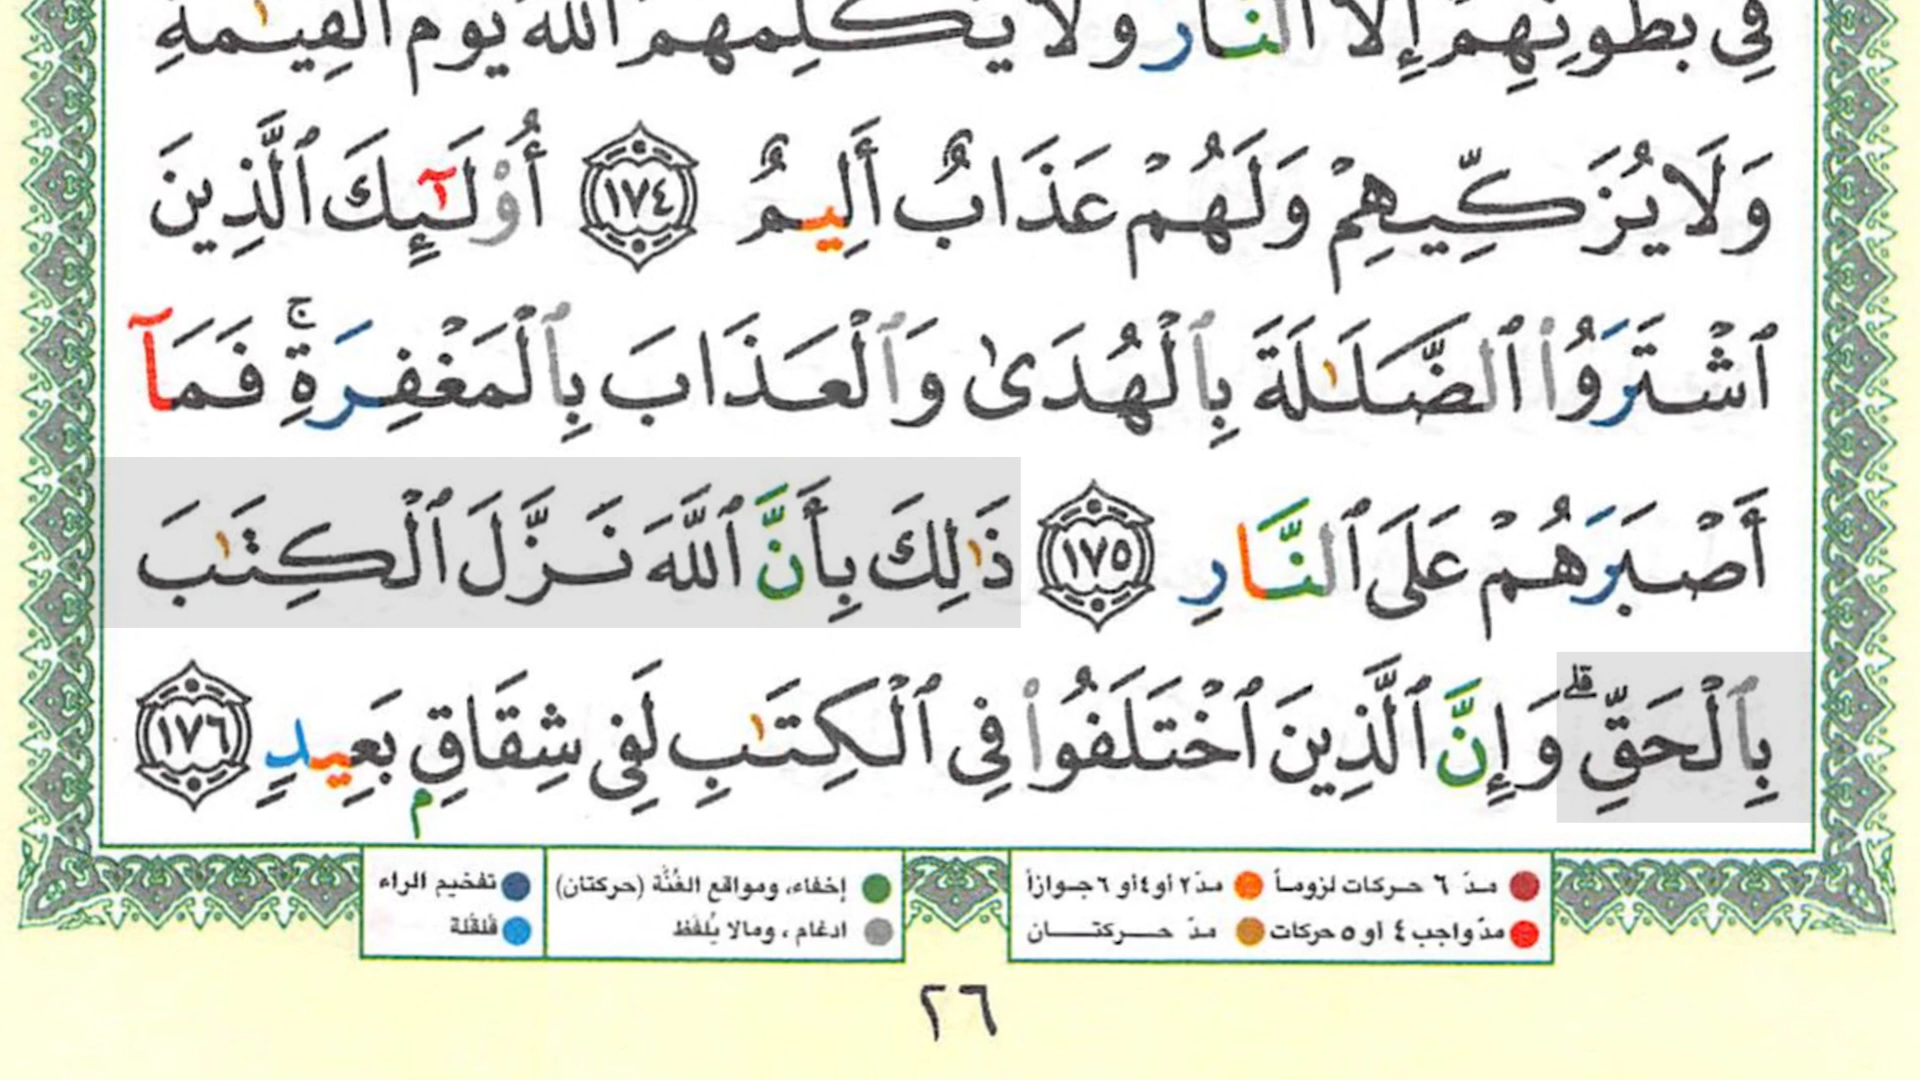 فِى بُطُونِهِمْ إِلَّا ٱلنَّارَ وَلَا يُكَلِّمُهُمُ ٱللَّهُ يَوْمَ ٱلْقِيَٰمَةِ
وَلَا يُزَكِّيهِمْ وَلَهُمْ عَذَابٌ أَلِيمٌ ١٧٤ أُو۟لَٰٓئِكَ ٱلَّذِينَ
ٱشْتَرَوُا۟ ٱلضَّلَٰلَةَ بِٱلْهُدَىٰ وَٱلْعَذَابَ بِٱلْمَغْفِرَةِ ۚ فَمَآ
أَصْبَرَهُمْ عَلَى ٱلنَّارِ ١٧٥ ذَٰلِكَ بِأَنَّ ٱللَّهَ نَزَّلَ ٱلْكِتَٰبَ
بِٱلْحَقِّ ۗ وَإِنَّ ٱلَّذِينَ ٱخْتَلَفُوا۟ فِى ٱلْكِتَٰبِ لَفِى شِقَاقٍۭ بَعِيدٍ ١٧٦
مدّ ٦ حركات لزوماً مدّ ٢ أو ٤ أو ٦ جوازاً إخفاء، ومواقع الغُنَّة (حركتان) تفخيم الراء
مدّ واجب ٤ أو ٥ حركات مدّ حركتان ادغام ، ومالا يُلفَظ قلقلة
٢٦